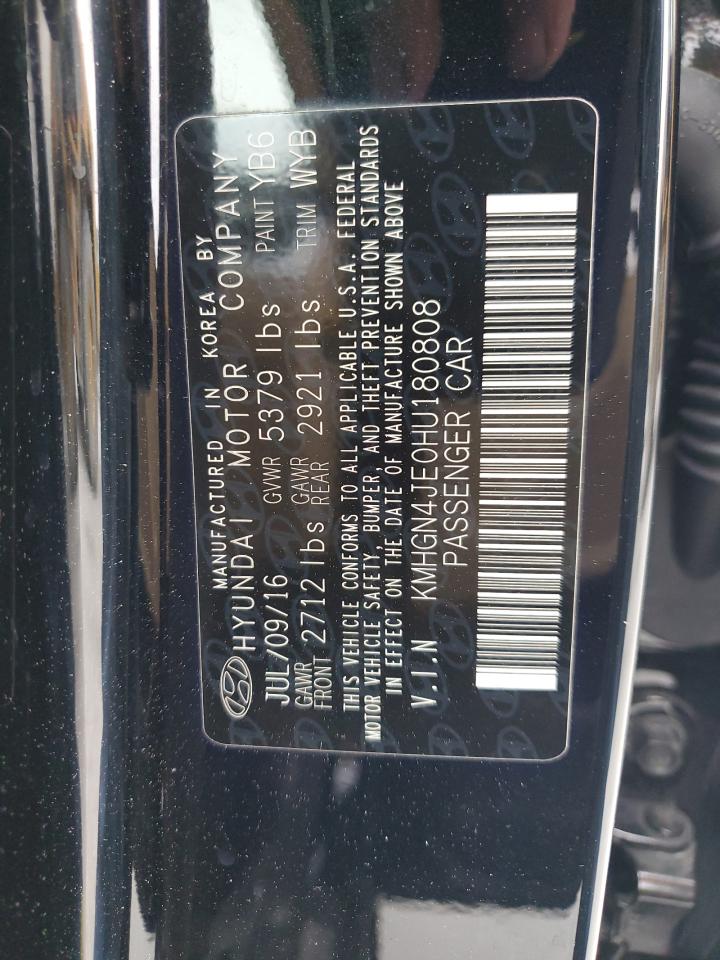 MANUFACTURED IN KOREA BY
HYUNDAI MOTOR COMPANY
JUL/09/16 GVWR 5379 lbs PAINT YB6
GAWR FRONT 2712 lbs GAWR REAR 2921 lbs TRIM WYB
THIS VEHICLE CONFORMS TO ALL APPLICABLE U.S.A. FEDERAL
MOTOR VEHICLE SAFETY, BUMPER AND THEFT PREVENTION STANDARDS
IN EFFECT ON THE DATE OF MANUFACTURE SHOWN ABOVE
V.I.N KMHGN4JE0HU180808
PASSENGER CAR